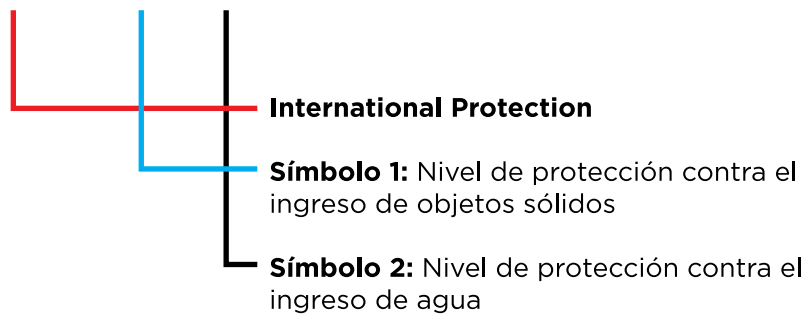 International Protection
Símbolo 1: Nivel de protección contra el
ingreso de objetos sólidos
Símbolo 2: Nivel de protección contra el
ingreso de agua